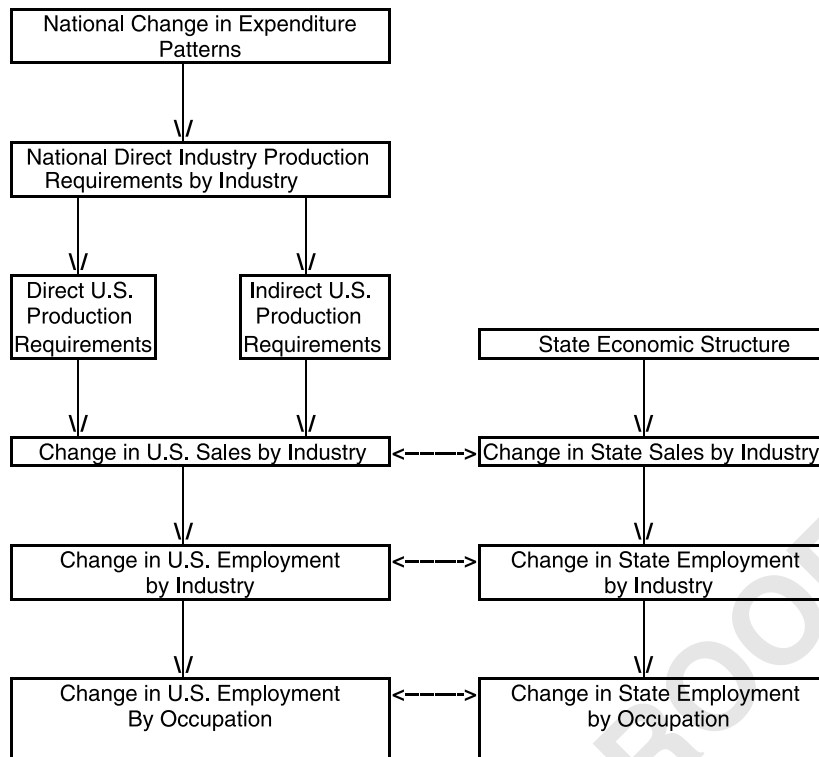 National Change in Expenditure
Patterns
National Direct Industry Production
Requirements by Industry
Direct U.S.
Production
Requirements
Indirect U.S.
Production
Requirements
State Economic Structure
Change in U.S. Sales by Industry
Change in State Sales by Industry
Change in U.S. Employment
by Industry
Change in State Employment
by Industry
Change in U.S. Employment
By Occupation
Change in State Employment
by Occupation